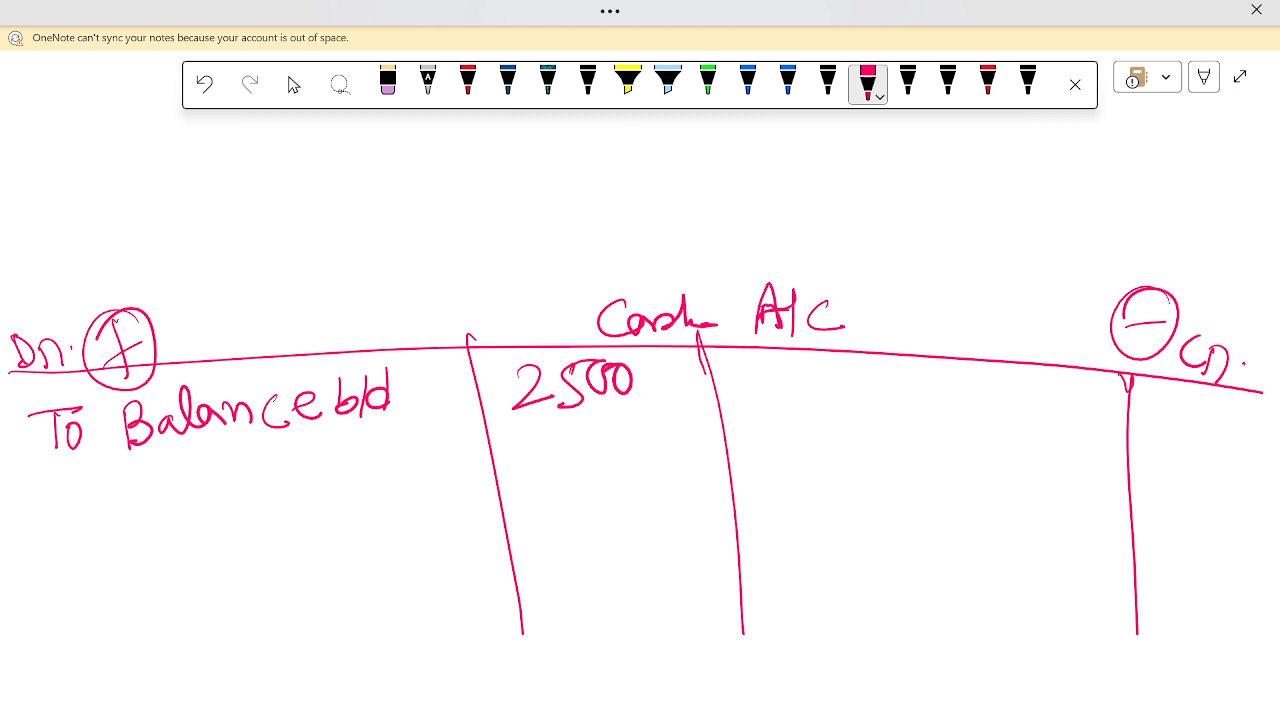 OneNote can't sync your notes because your account is out of space.
A
Cash A/C
Dr. + − Cr.
To Balance b/d 2500